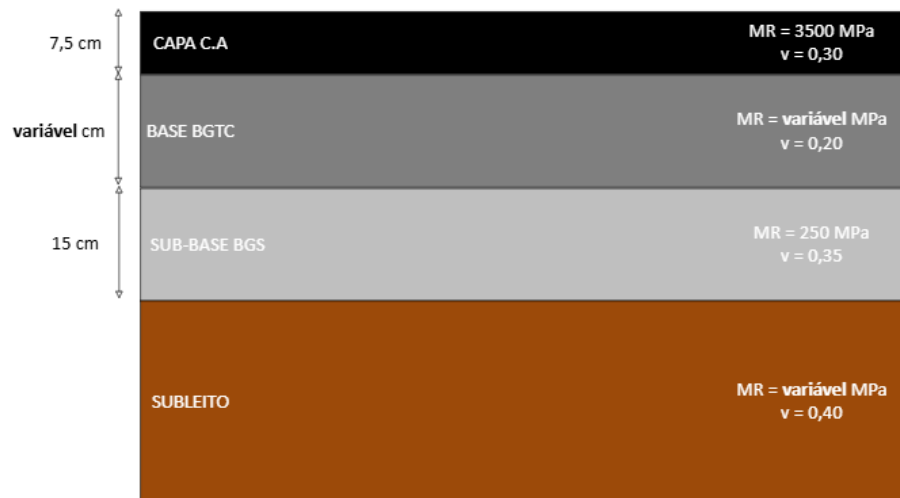 7,5 cm
CAPA C.A
MR = 3500 MPa
v = 0,30
variável cm
BASE BGTC
MR = variável MPa
v = 0,20
15 cm
SUB-BASE BGS
MR = 250 MPa
v = 0,35
SUBLEITO
MR = variável MPa
v = 0,40